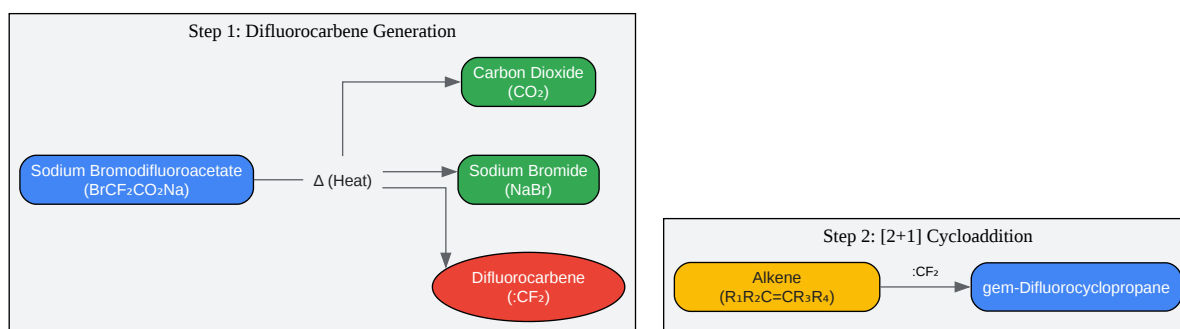 Step 1: Difluorocarbene Generation
Carbon Dioxide
(CO₂)
Sodium Bromodifluoroacetate
(BrCF₂CO₂Na)
Δ (Heat)
Sodium Bromide
(NaBr)
Difluorocarbene
(:CF₂)
Step 2: [2+1] Cycloaddition
Alkene
(R₁R₂C=CR₃R₄)
:CF₂
gem-Difluorocyclopropane